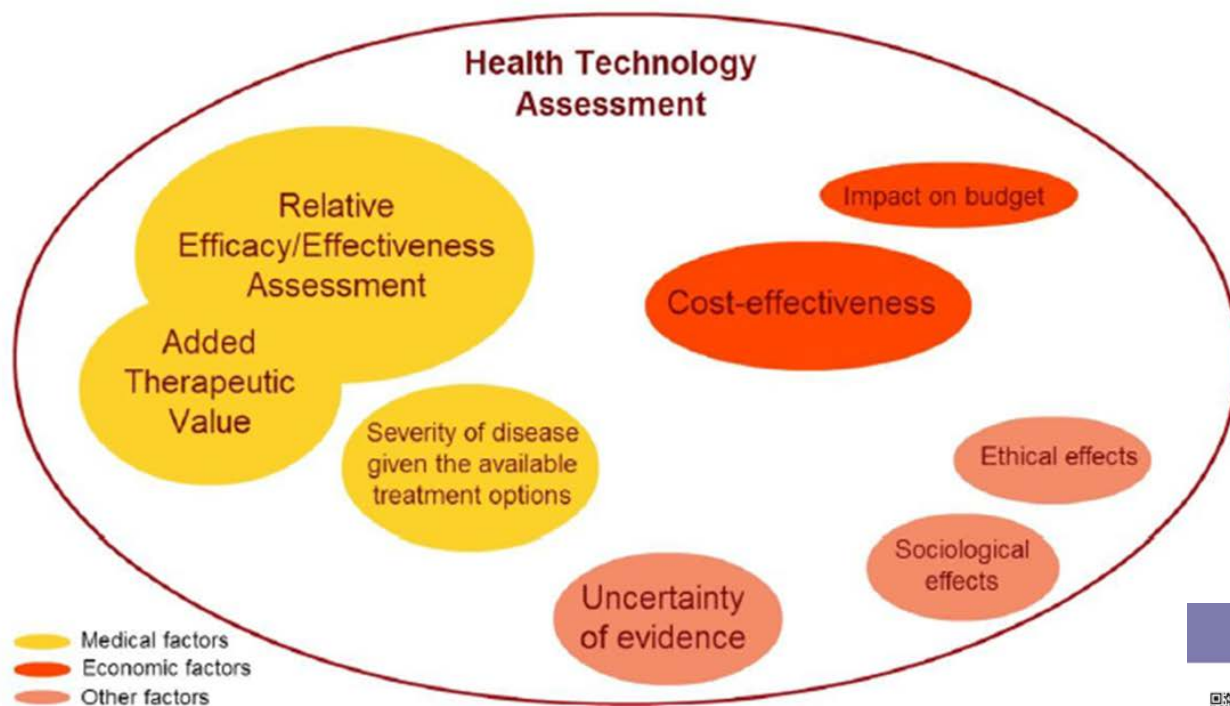 Health Technology
Assessment
Relative
Efficacy/Effectiveness
Assessment
Added
Therapeutic
Value
Severity of disease
given the available
treatment options
Impact on budget
Cost-effectiveness
Ethical effects
Sociological
effects
Uncertainty
of evidence
Medical factors
Economic factors
Other factors